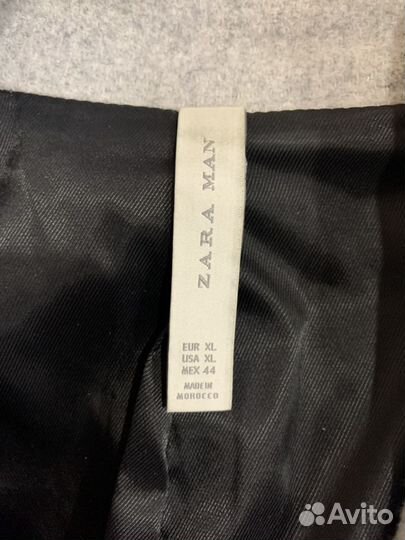 ZARA MAN
EUR XL
USA XL
MEX 44
MADE IN
MOROCCO
Avito